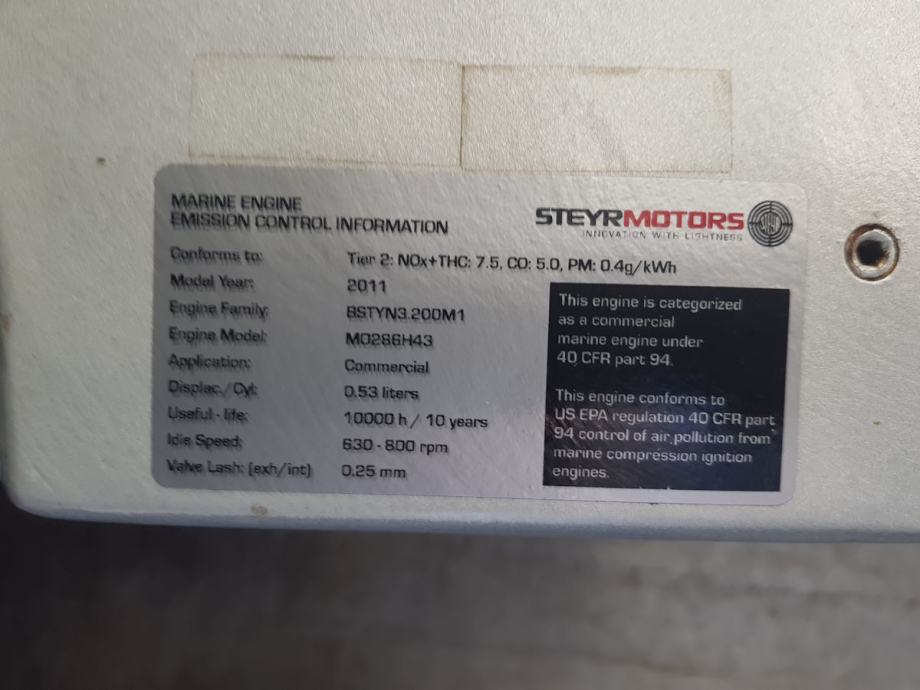 MARINE ENGINE
EMISSION CONTROL INFORMATION
STEYRMOTORS
INNOVATION WITH LIGHTNESS
Conforms to: Tier 2: NOx+THC: 7.5, CO: 5.0, PM: 0.4g/kWh
Model Year: 2011
Engine Family: BSTYN3.200M1
Engine Model: MO286H43
Application: Commercial
Displac./Cyl: 0.53 liters
Useful-life: 10000 h / 10 years
Idle Speed: 630 - 800 rpm
Valve Lash: (exh/int) 0.25 mm
This engine is categorized
as a commercial
marine engine under
40 CFR part 94.
This engine conforms to
US EPA regulation 40 CFR part
94 control of air pollution from
marine compression ignition
engines.